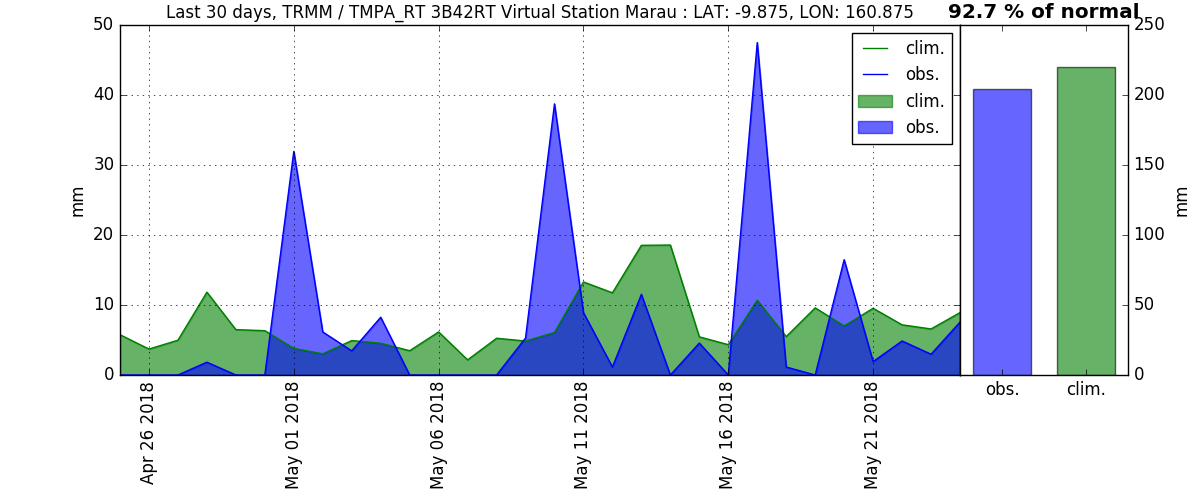 Last 30 days, TRMM / TMPA_RT 3B42RT Virtual Station Marau : LAT: -9.875, LON: 160.875
92.7 % of normal
50
40
30
20
10
0
mm
clim.
obs.
clim.
obs.
250
200
150
100
50
0
mm
Apr 26 2018
May 01 2018
May 06 2018
May 11 2018
May 16 2018
May 21 2018
obs.
clim.